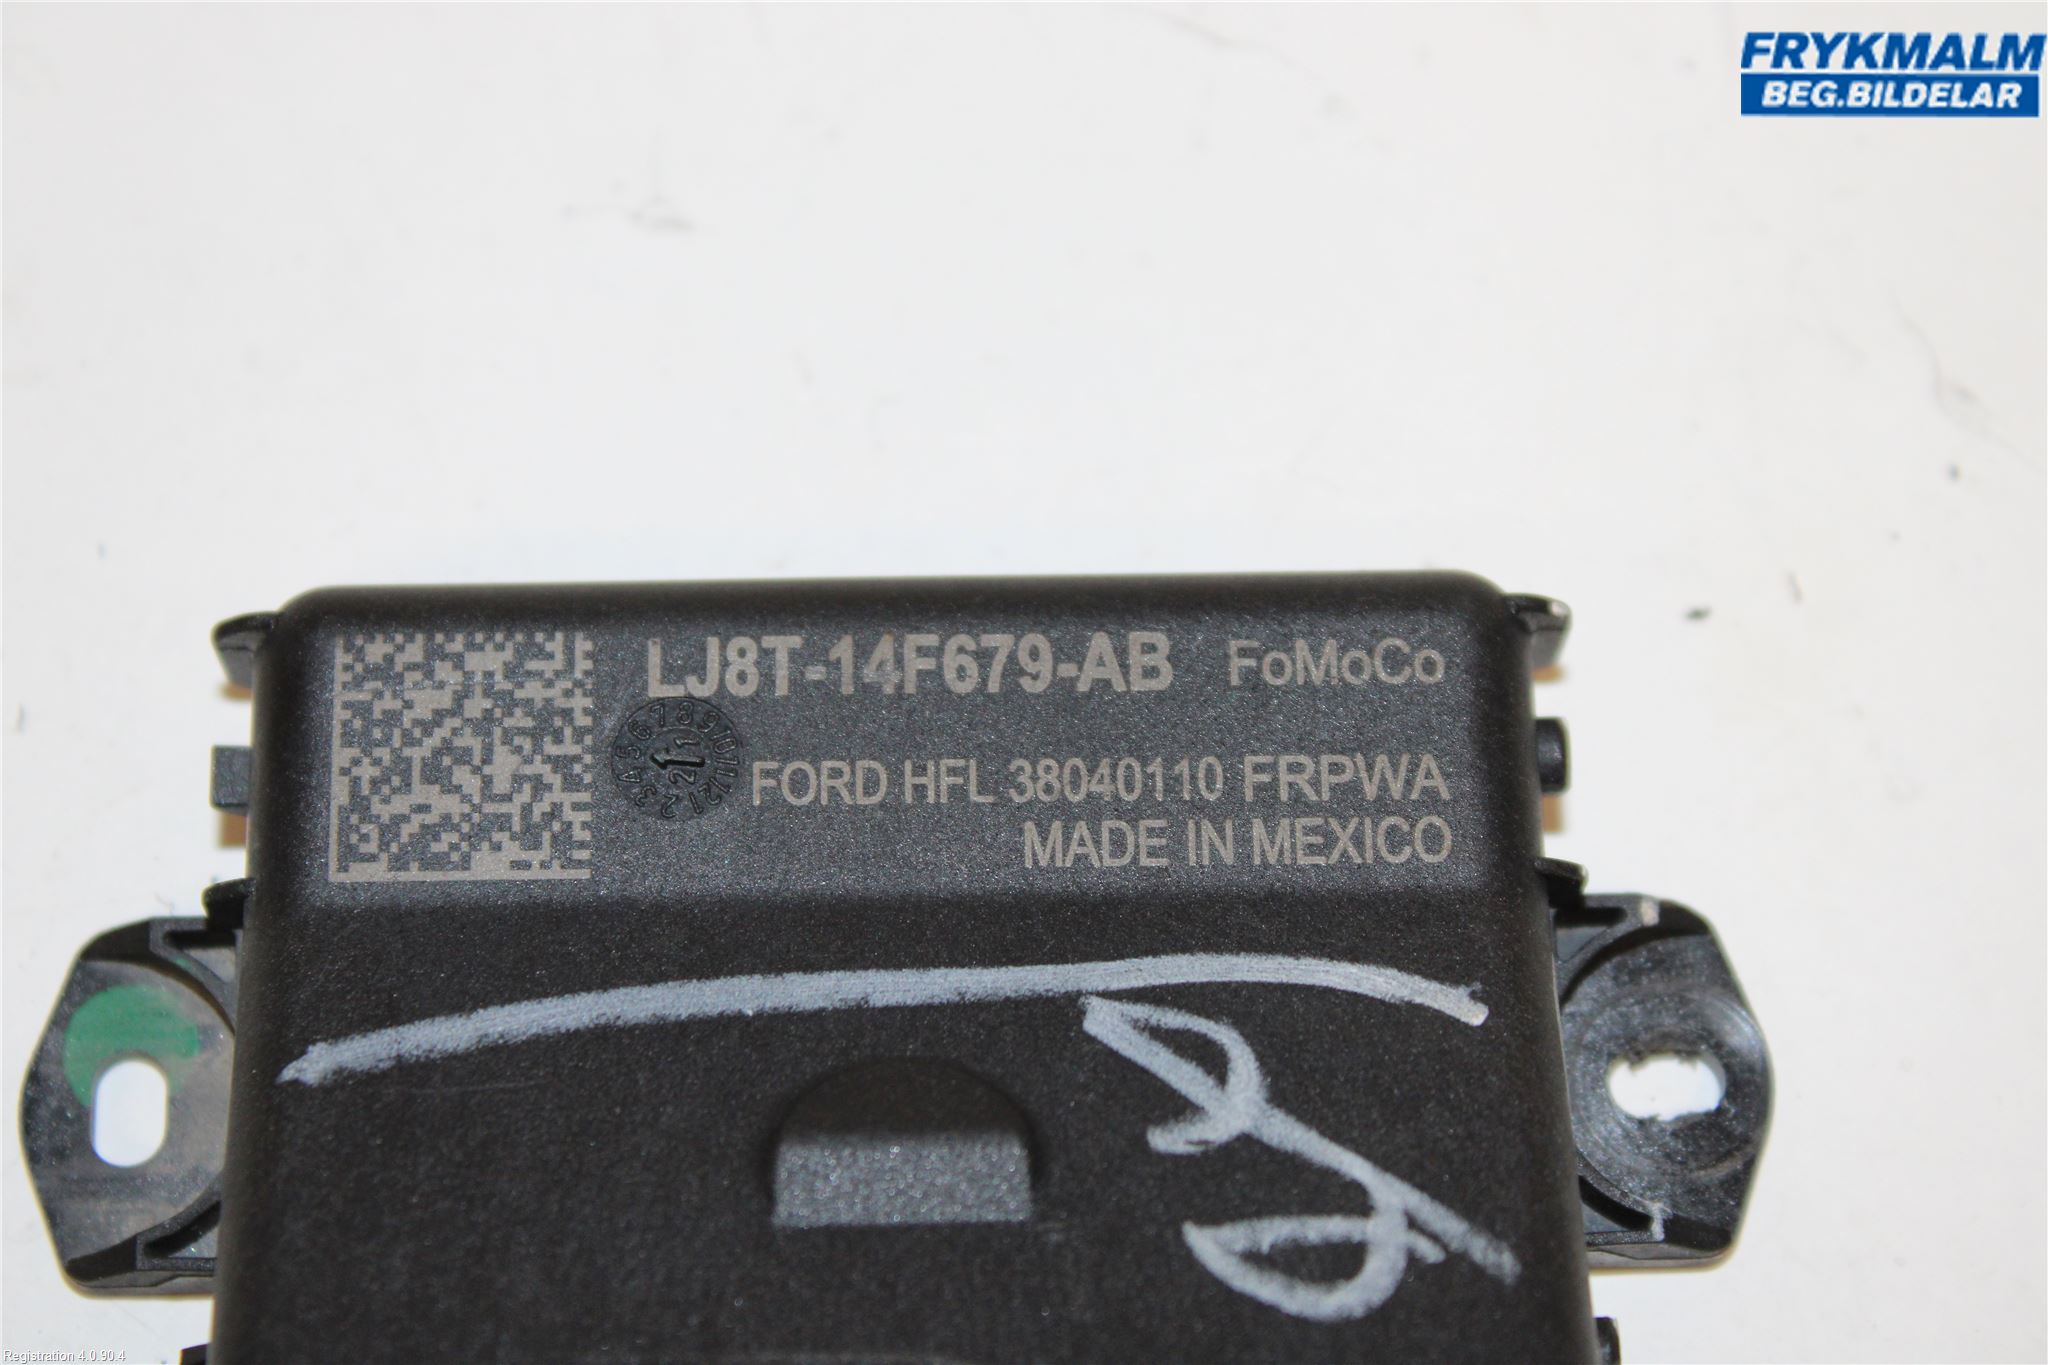 FRYKMALM
BEG.BILDELAR
LJ8T-14F679-AB FoMoCo
FORD HFL 38040110 FRPWA
MADE IN MEXICO
Registration 4.0.90.4